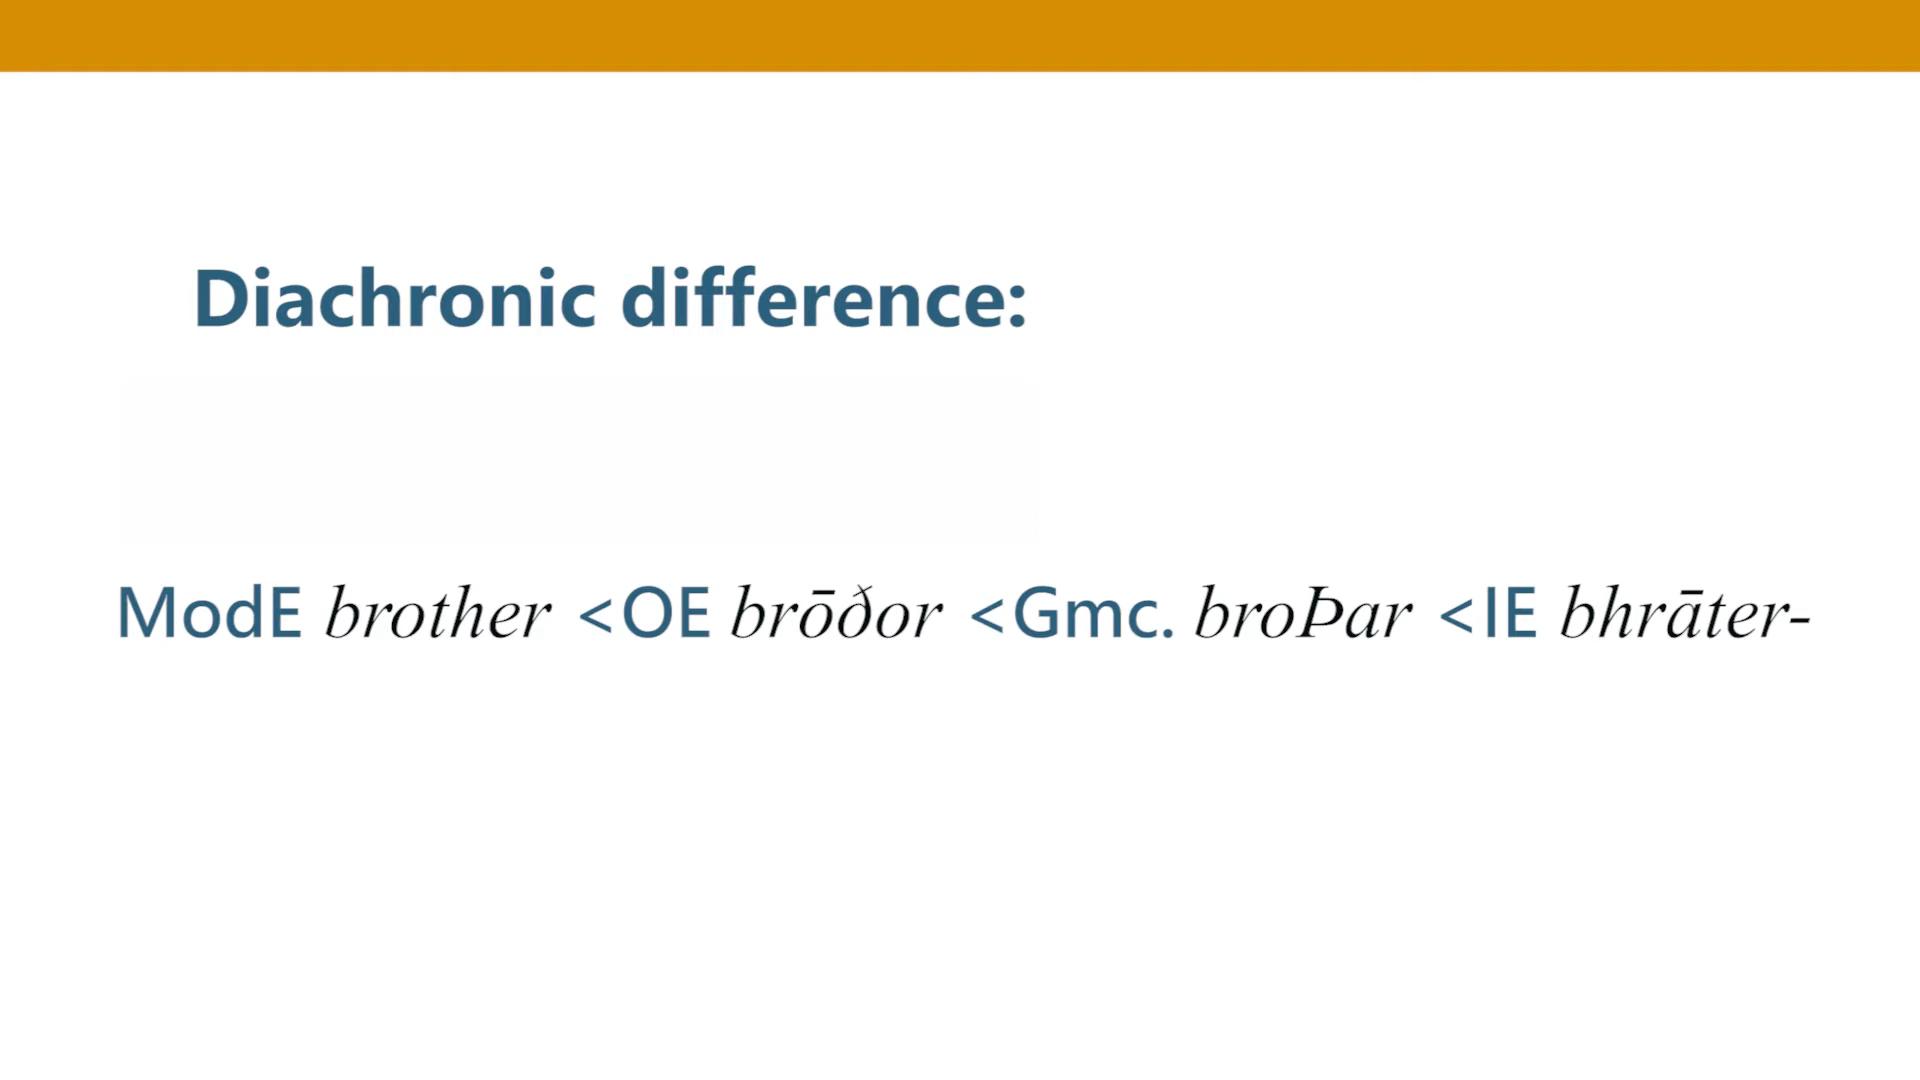 Diachronic difference:
ModE brother <OE brōðor <Gmc. broÞar <IE bhrāter-